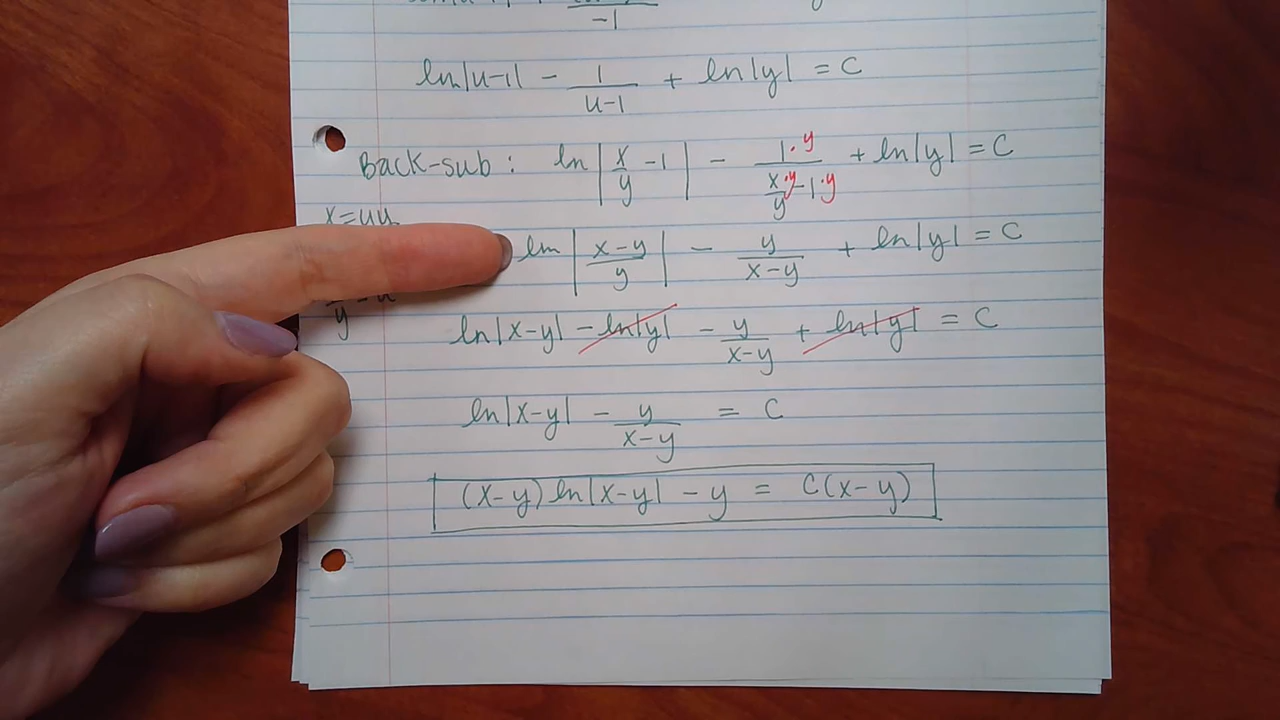 -1
ln|u-1| - 1/(u-1) + ln|y| = C
Back-sub: ln|x/y - 1| - (1·y)/(x/y·y - 1·y) + ln|y| = C
x=uy
ln|(x-y)/y| - y/(x-y) + ln|y| = C
ln|x-y| - ln|y| - y/(x-y) + ln|y| = C
ln|x-y| - y/(x-y) = C
(x-y) ln|x-y| - y = C(x-y)